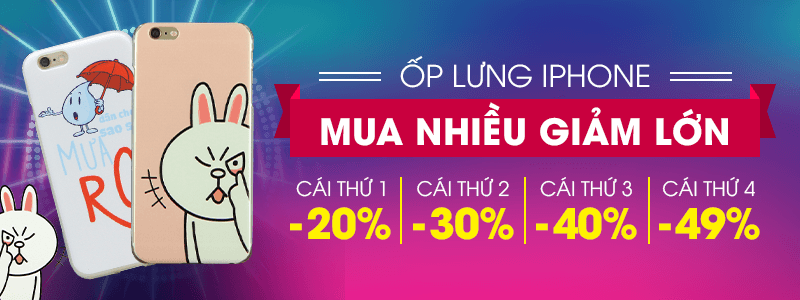 ỐP LƯNG IPHONE
MUA NHIỀU GIẢM LỚN
CÁI THỨ 1
-20%
CÁI THỨ 2
-30%
CÁI THỨ 3
-40%
CÁI THỨ 4
-49%
MƯA